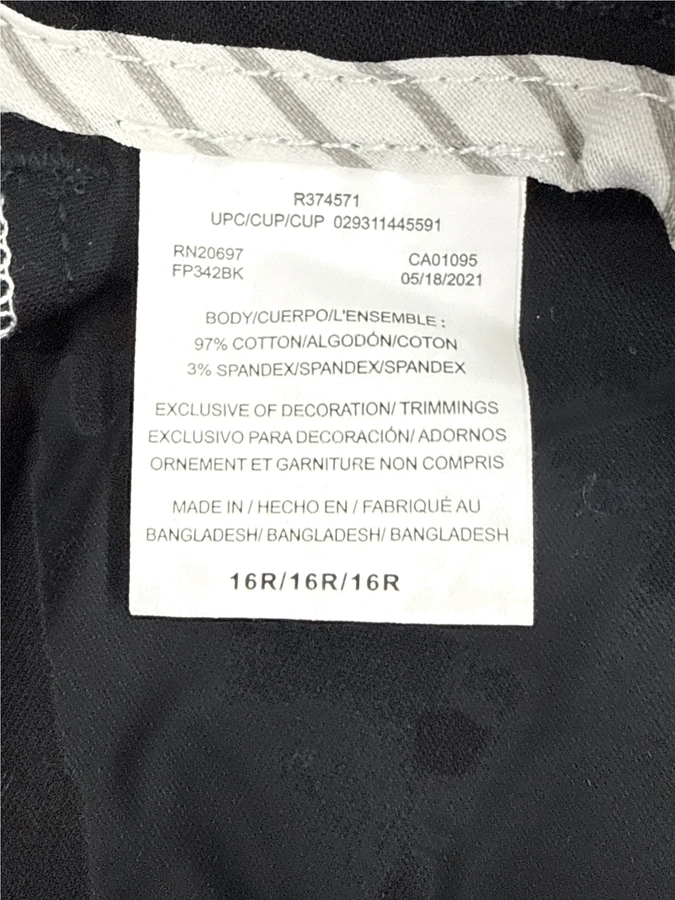 R374571
UPC/CUP/CUP 029311445591
RN20697 CA01095
FP342BK 05/18/2021
BODY/CUERPO/L'ENSEMBLE :
97% COTTON/ALGODÓN/COTON
3% SPANDEX/SPANDEX/SPANDEX
EXCLUSIVE OF DECORATION/ TRIMMINGS
EXCLUSIVO PARA DECORACIÓN/ ADORNOS
ORNEMENT ET GARNITURE NON COMPRIS
MADE IN / HECHO EN / FABRIQUÉ AU
BANGLADESH/ BANGLADESH/ BANGLADESH
16R/16R/16R